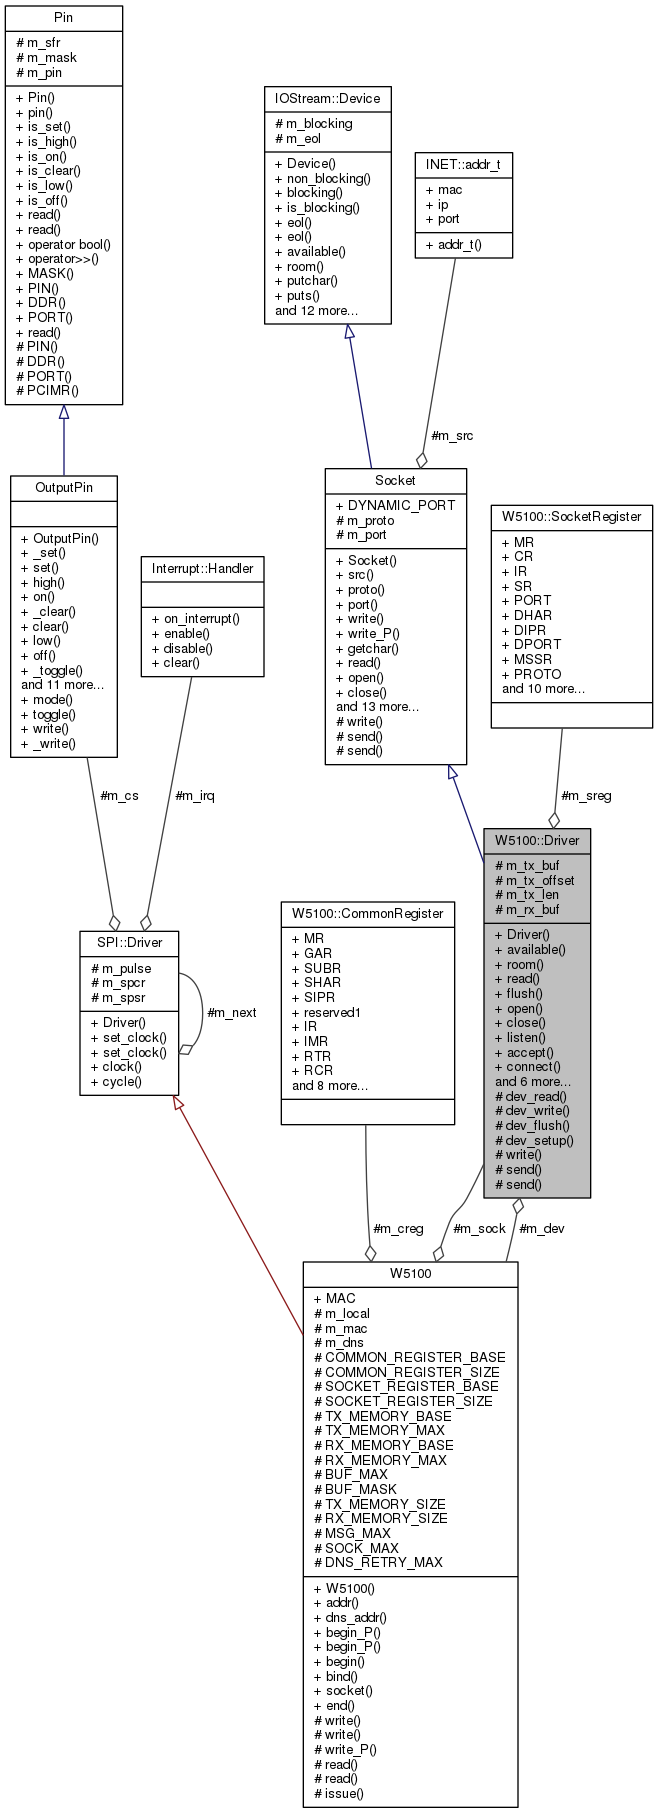 Pin
# m_sfr
# m_mask
# m_pin
+ Pin()
+ pin()
+ is_set()
+ is_high()
+ is_on()
+ is_clear()
+ is_low()
+ is_off()
+ read()
+ read()
+ operator bool()
+ operator>>()
+ MASK()
+ PIN()
+ DDR()
+ PORT()
+ read()
# PIN()
# DDR()
# PORT()
# PCIMR()
IOStream::Device
# m_blocking
# m_eol
+ Device()
+ non_blocking()
+ blocking()
+ is_blocking()
+ eol()
+ eol()
+ available()
+ room()
+ putchar()
+ puts()
and 12 more...
INET::addr_t
+ mac
+ ip
+ port
+ addr_t()
#m_src
OutputPin
+ OutputPin()
+ _set()
+ set()
+ high()
+ on()
+ _clear()
+ clear()
+ low()
+ off()
+ _toggle()
and 11 more...
+ mode()
+ toggle()
+ write()
+ _write()
Interrupt::Handler
+ on_interrupt()
+ enable()
+ disable()
+ clear()
Socket
+ DYNAMIC_PORT
# m_proto
# m_port
+ Socket()
+ src()
+ proto()
+ port()
+ write()
+ write_P()
+ getchar()
+ read()
+ open()
+ close()
and 13 more...
# write()
# send()
# send()
W5100::SocketRegister
+ MR
+ CR
+ IR
+ SR
+ PORT
+ DHAR
+ DIPR
+ DPORT
+ MSSR
+ PROTO
and 10 more...
#m_cs
#m_irq
#m_sreg
SPI::Driver
# m_pulse
# m_spcr
# m_spsr
+ Driver()
+ set_clock()
+ set_clock()
+ clock()
+ cycle()
#m_next
W5100::CommonRegister
+ MR
+ GAR
+ SUBR
+ SHAR
+ SIPR
+ reserved1
+ IR
+ IMR
+ RTR
+ RCR
and 8 more...
W5100::Driver
# m_tx_buf
# m_tx_offset
# m_tx_len
# m_rx_buf
+ Driver()
+ available()
+ room()
+ read()
+ flush()
+ open()
+ close()
+ listen()
+ accept()
+ connect()
and 6 more...
# dev_read()
# dev_write()
# dev_flush()
# dev_setup()
# write()
# send()
# send()
#m_creg
#m_sock
#m_dev
W5100
+ MAC
# m_local
# m_mac
# m_dns
# COMMON_REGISTER_BASE
# COMMON_REGISTER_SIZE
# SOCKET_REGISTER_BASE
# SOCKET_REGISTER_SIZE
# TX_MEMORY_BASE
# TX_MEMORY_MAX
# RX_MEMORY_BASE
# RX_MEMORY_MAX
# BUF_MAX
# BUF_MASK
# TX_MEMORY_SIZE
# RX_MEMORY_SIZE
# MSG_MAX
# SOCK_MAX
# DNS_RETRY_MAX
+ W5100()
+ addr()
+ dns_addr()
+ begin_P()
+ begin_P()
+ begin()
+ bind()
+ socket()
+ end()
# write()
# write()
# write_P()
# read()
# read()
# issue()